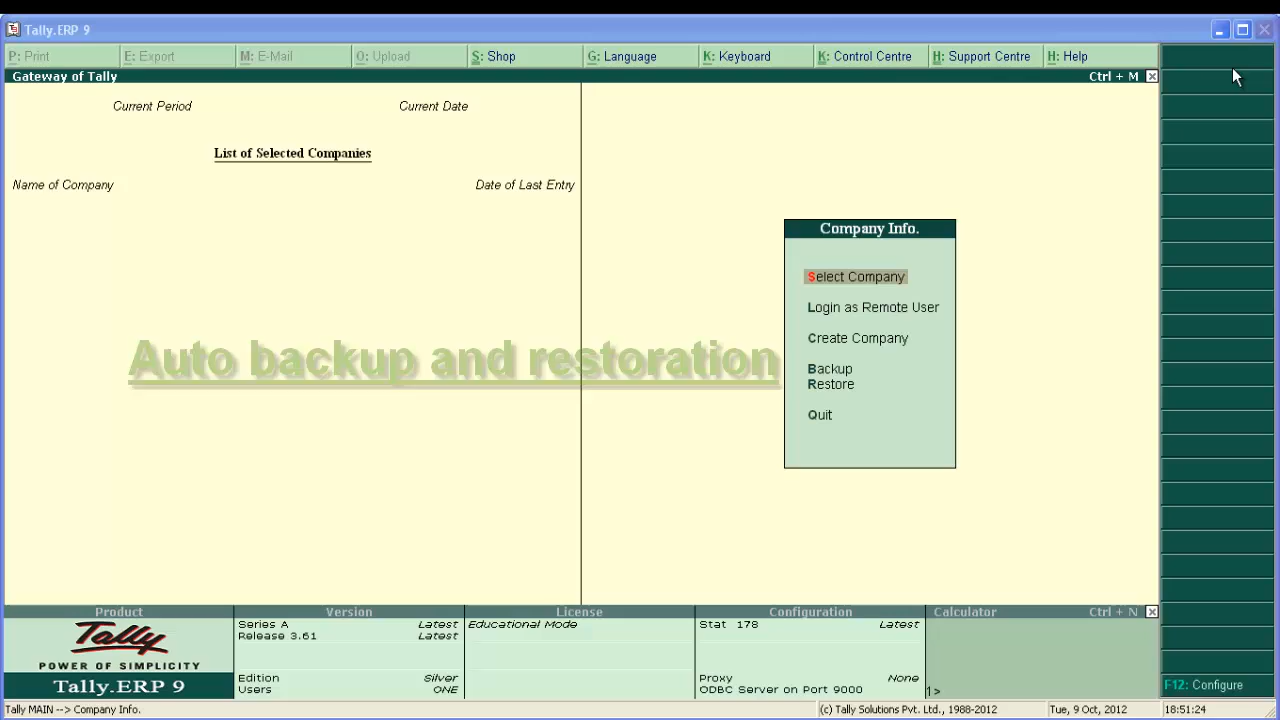 Tally.ERP 9
P: Print E: Export M: E-Mail O: Upload S: Shop G: Language K: Keyboard K: Control Centre H: Support Centre H: Help
Gateway of Tally Ctrl + M
Current Period Current Date
List of Selected Companies
Name of Company Date of Last Entry
Company Info.
Select Company
Login as Remote User
Create Company
Backup
Restore
Quit
Auto backup and restoration
Product Version License Configuration Calculator Ctrl + N
Tally
POWER OF SIMPLICITY
Tally.ERP 9
Series A Latest
Release 3.61 Latest
Edition Silver
Users ONE
Educational Mode
Stat 178 Latest
Proxy None
ODBC Server on Port 9000
1>
F12: Configure
Tally MAIN --> Company Info. (c) Tally Solutions Pvt. Ltd., 1988-2012 Tue, 9 Oct, 2012 18:51:24